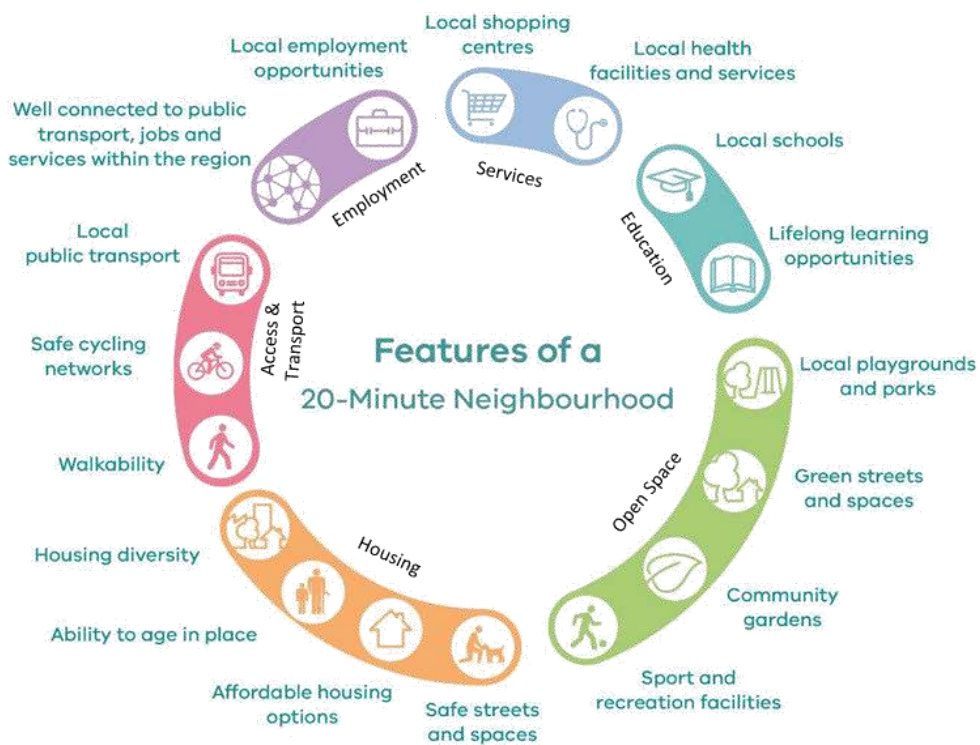 Local shopping
centres
Local employment
opportunities
Local health
facilities and services
Well connected to public
transport, jobs and
services within the region
Employment
Services
Local schools
Education
Lifelong learning
opportunities
Local
public transport
Access &
Transport
Safe cycling
networks
Walkability
Features of a
20-Minute Neighbourhood
Local playgrounds
and parks
Green streets
and spaces
Open Space
Community
gardens
Sport and
recreation facilities
Housing
Housing diversity
Ability to age in place
Affordable housing
options
Safe streets
and spaces